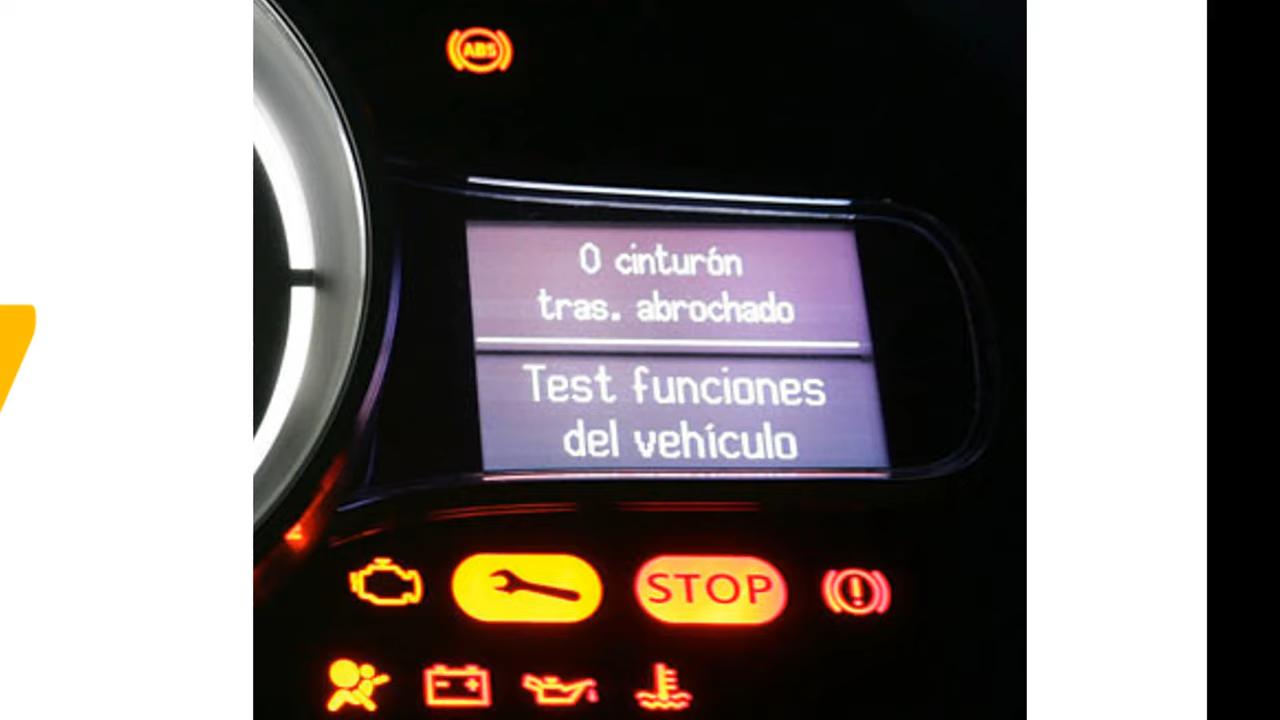 ABS
0 cinturón
tras. abrochado
Test funciones
del vehículo
STOP